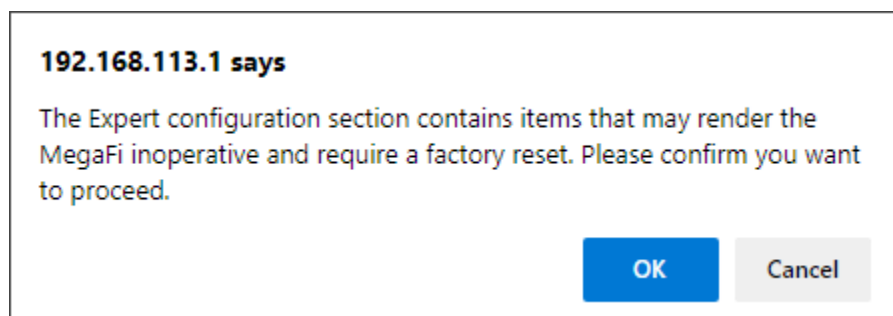 192.168.113.1 says
The Expert configuration section contains items that may render the
MegaFi inoperative and require a factory reset. Please confirm you want
to proceed.
OK
Cancel